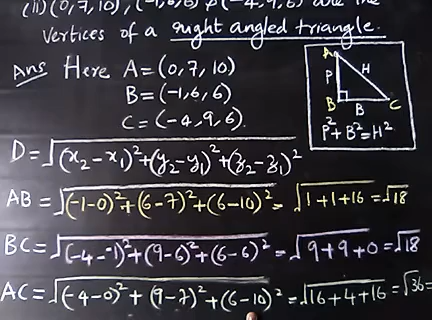 (ii) (0, 7, 10), (-1, 6, 6) & (-4, 9, 6) are the
vertices of a right angled triangle.
Ans Here A = (0, 7, 10)
B = (-1, 6, 6)
C = (-4, 9, 6).
A
P H
B B C
P²+B²=H²
D = √(x₂-x₁)²+(y₂-y₁)²+(z₂-z₁)²
AB = √(-1-0)²+(6-7)²+(6-10)² = √1+1+16 = √18
BC = √(-4--1)²+(9-6)²+(6-6)² = √9+9+0 = √18
AC = √(-4-0)²+(9-7)²+(6-10)² = √16+4+16 = √36 =